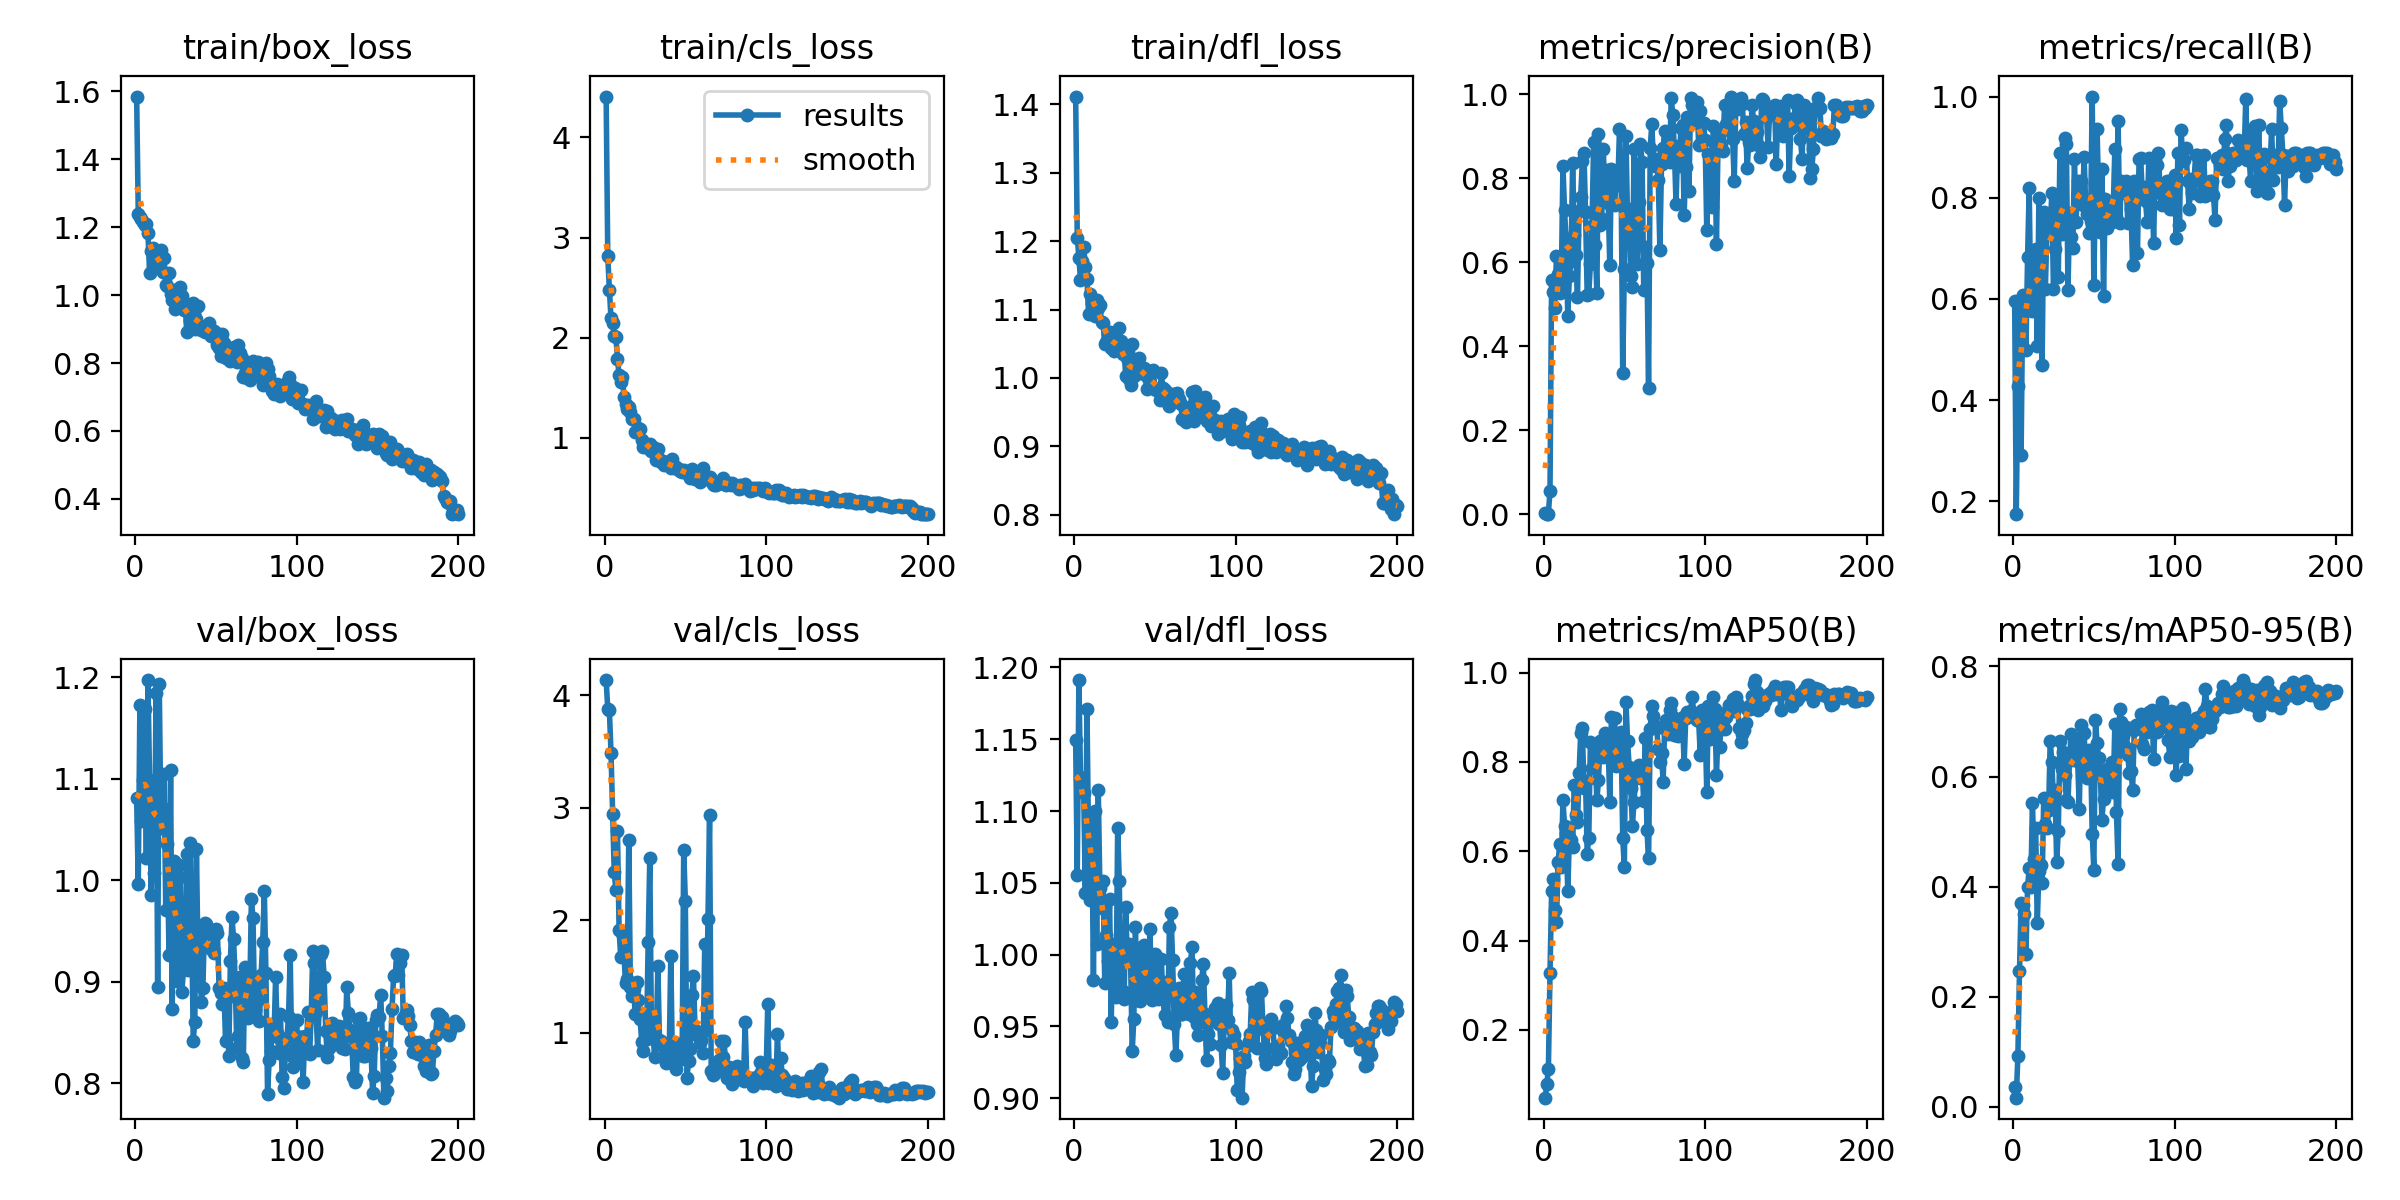 train/box_loss
1.6
1.4
1.2
1.0
0.8
0.6
0.4
0 100 200
train/cls_loss
results
smooth
4
3
2
1
0 100 200
train/dfl_loss
1.4
1.3
1.2
1.1
1.0
0.9
0.8
0 100 200
metrics/precision(B)
1.0
0.8
0.6
0.4
0.2
0.0
0 100 200
metrics/recall(B)
1.0
0.8
0.6
0.4
0.2
0 100 200
val/box_loss
1.2
1.1
1.0
0.9
0.8
0 100 200
val/cls_loss
4
3
2
1
0 100 200
val/dfl_loss
1.20
1.15
1.10
1.05
1.00
0.95
0.90
0 100 200
metrics/mAP50(B)
1.0
0.8
0.6
0.4
0.2
0 100 200
metrics/mAP50-95(B)
0.8
0.6
0.4
0.2
0.0
0 100 200